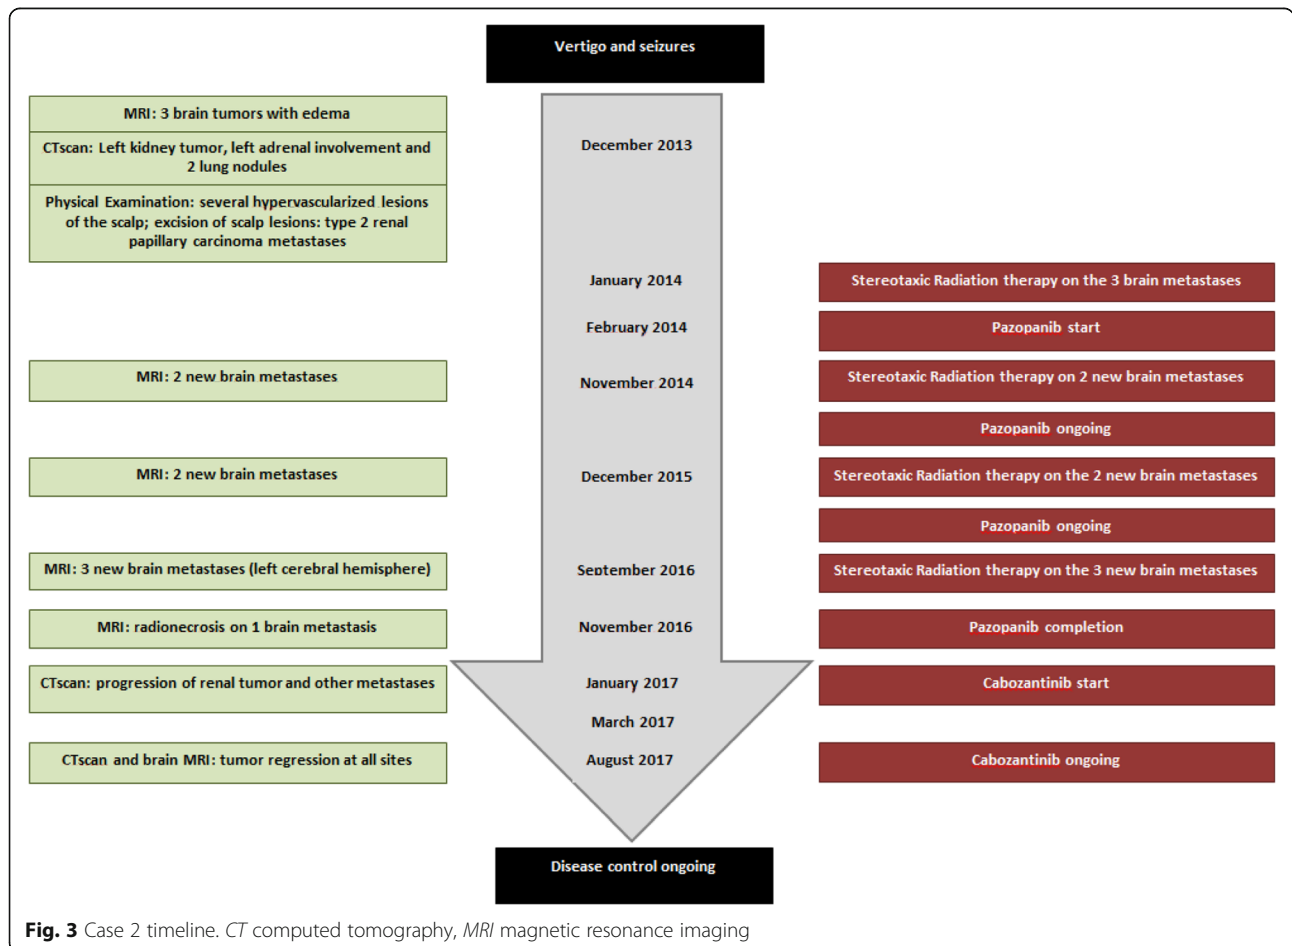 Vertigo and seizures
MRI: 3 brain tumors with edema
CTscan: Left kidney tumor, left adrenal involvement and
2 lung nodules
December 2013
Physical Examination: several hypervascularized lesions
of the scalp; excision of scalp lesions: type 2 renal
papillary carcinoma metastases
January 2014
Stereotaxic Radiation therapy on the 3 brain metastases
February 2014
Pazopanib start
MRI: 2 new brain metastases
November 2014
Stereotaxic Radiation therapy on 2 new brain metastases
Pazopanib ongoing
MRI: 2 new brain metastases
December 2015
Stereotaxic Radiation therapy on the 2 new brain metastases
Pazopanib ongoing
MRI: 3 new brain metastases (left cerebral hemisphere)
September 2016
Stereotaxic Radiation therapy on the 3 new brain metastases
MRI: radionecrosis on 1 brain metastasis
November 2016
Pazopanib completion
CTscan: progression of renal tumor and other metastases
January 2017
Cabozantinib start
March 2017
CTscan and brain MRI: tumor regression at all sites
August 2017
Cabozantinib ongoing
Disease control ongoing
Fig. 3 Case 2 timeline. CT computed tomography, MRI magnetic resonance imaging